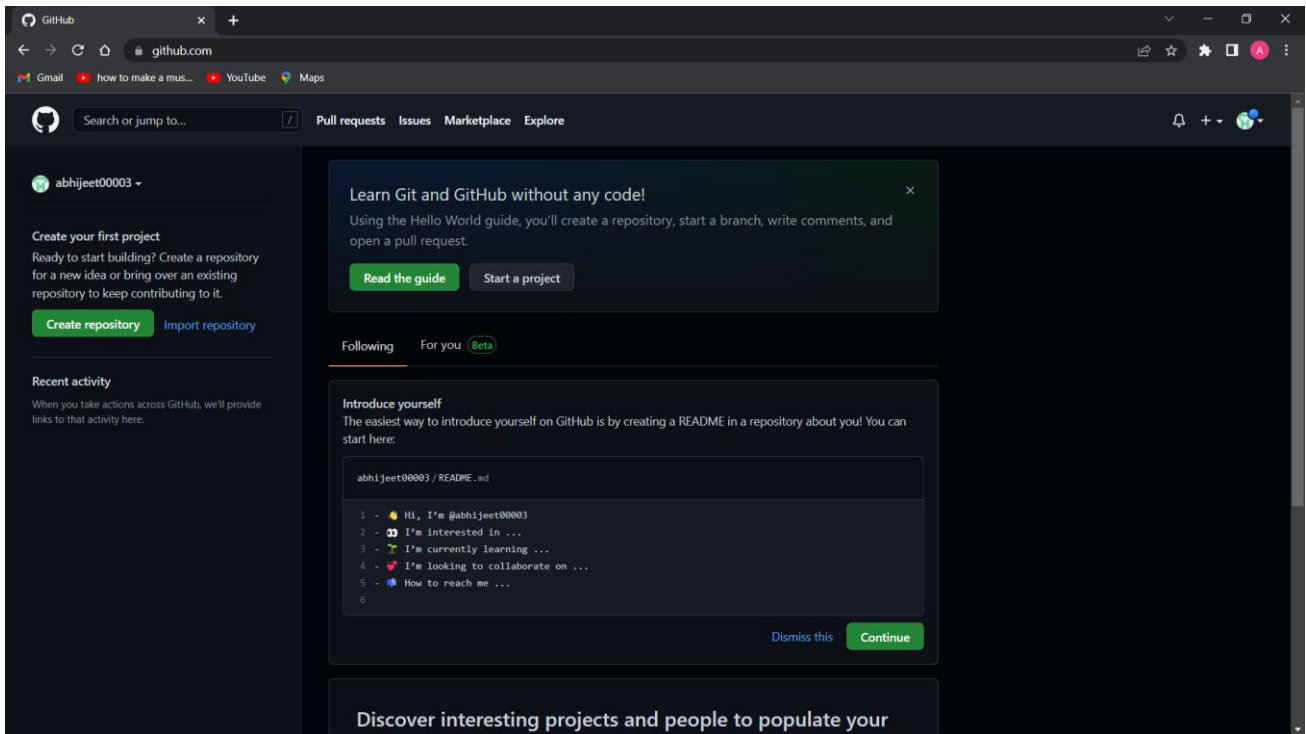 GitHub
github.com
Gmail how to make a mus... YouTube Maps
Search or jump to... / Pull requests Issues Marketplace Explore
abhijeet00003
Create your first project
Ready to start building? Create a repository
for a new idea or bring over an existing
repository to keep contributing to it.
Create repository Import repository
Recent activity
When you take actions across GitHub, we'll provide
links to that activity here.
Learn Git and GitHub without any code!
Using the Hello World guide, you'll create a repository, start a branch, write comments, and
open a pull request.
Read the guide Start a project
Following For you Beta
Introduce yourself
The easiest way to introduce yourself on GitHub is by creating a README in a repository about you! You can
start here:
abhijeet00003/README.md
1 - 👋 Hi, I'm @abhijeet00003
2 - 👀 I'm interested in ...
3 - 🌱 I'm currently learning ...
4 - 💞️ I'm looking to collaborate on ...
5 - 📫 How to reach me ...
6
Dismiss this Continue
Discover interesting projects and people to populate your
A